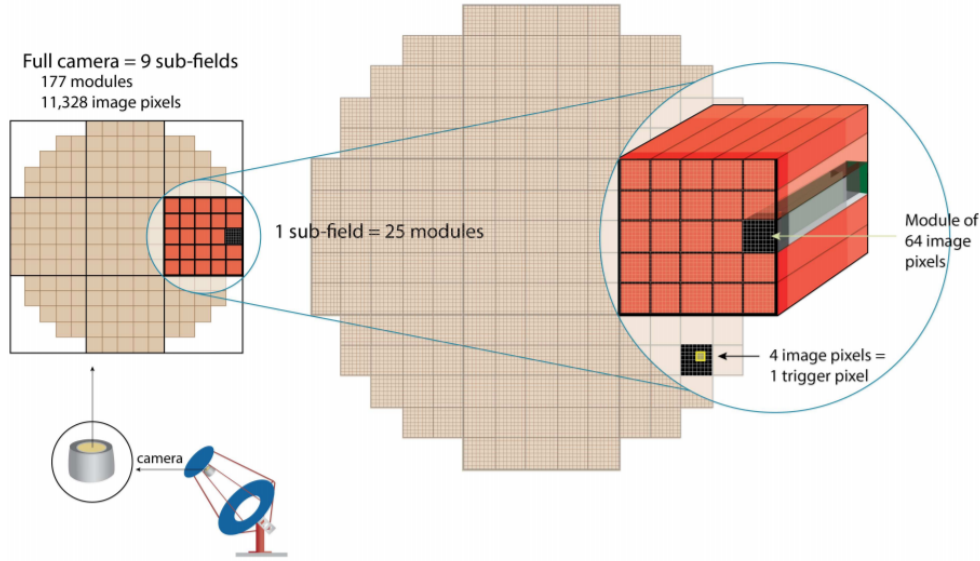 Full camera = 9 sub-fields
177 modules
11,328 image pixels
1 sub-field = 25 modules
Module of
64 image
pixels
4 image pixels =
1 trigger pixel
camera